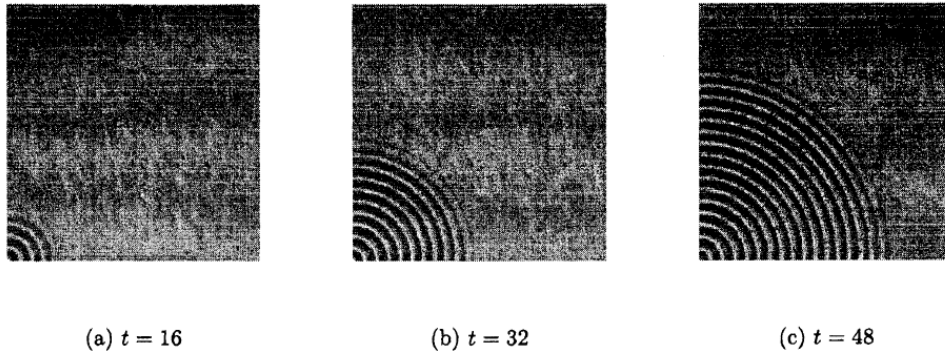 (a) t = 16
(b) t = 32
(c) t = 48